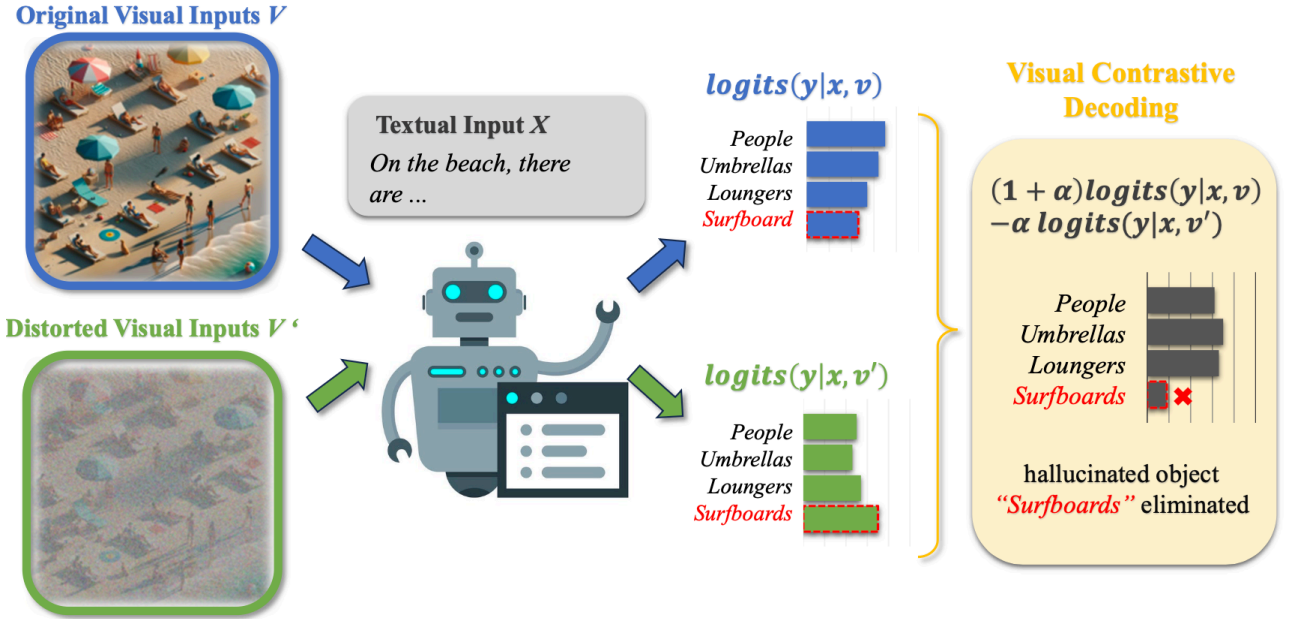 Original Visual Inputs V
Distorted Visual Inputs V ‘
Textual Input X
On the beach, there
are ...
logits(y|x, v)
People
Umbrellas
Loungers
Surfboard
logits(y|x, v′)
People
Umbrellas
Loungers
Surfboards
Visual Contrastive
Decoding
(1 + α)logits(y|x, v)
−α logits(y|x, v′)
People
Umbrellas
Loungers
Surfboards
hallucinated object
“Surfboards” eliminated